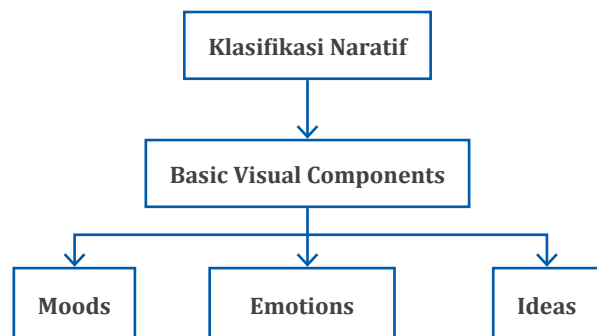 Klasifikasi Naratif
Basic Visual Components
Moods
Emotions
Ideas